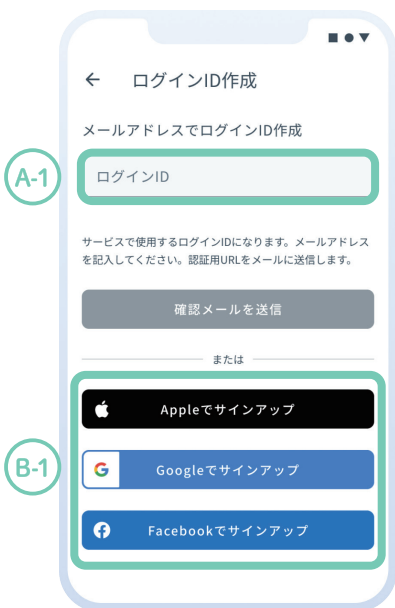 ← ログインID作成
メールアドレスでログインID作成
A-1
ログインID
サービスで使用するログインIDになります。メールアドレス
を記入してください。認証用URLをメールに送信します。
確認メールを送信
または
Appleでサインアップ
B-1
Googleでサインアップ
Facebookでサインアップ